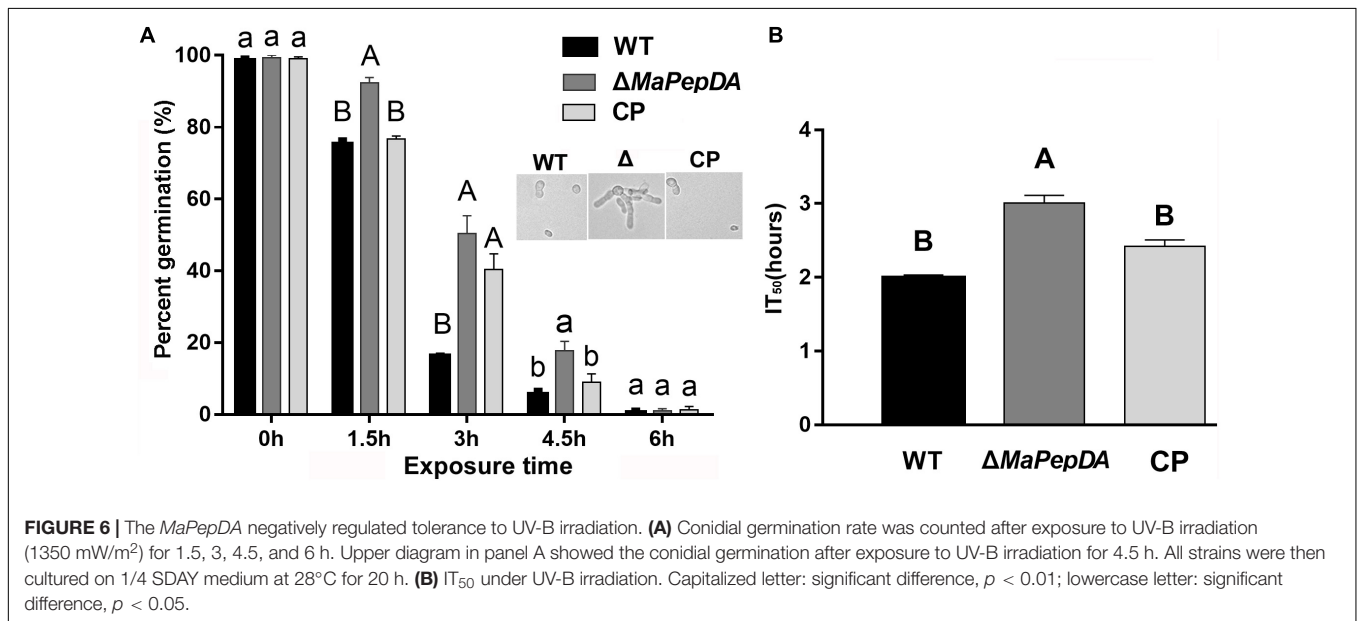 A
B
a a a
A
B B
A
A
B
a
b b
a a a
100
80
60
40
20
0
Percent germination (%)
0h 1.5h 3h 4.5h 6h
Exposure time
WT
ΔMaPepDA
CP
WT Δ CP
4
3
2
1
0
IT50(hours)
B A B
WT ΔMaPepDA CP
FIGURE 6 | The MaPepDA negatively regulated tolerance to UV-B irradiation. (A) Conidial germination rate was counted after exposure to UV-B irradiation
(1350 mW/m2) for 1.5, 3, 4.5, and 6 h. Upper diagram in panel A showed the conidial germination after exposure to UV-B irradiation for 4.5 h. All strains were then
cultured on 1/4 SDAY medium at 28°C for 20 h. (B) IT50 under UV-B irradiation. Capitalized letter: significant difference, p < 0.01; lowercase letter: significant
difference, p < 0.05.